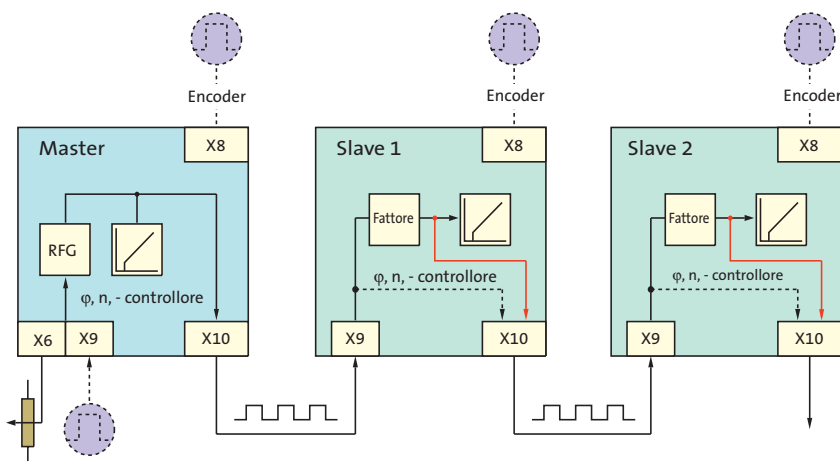 Encoder
Encoder
Encoder
Master
X8
Slave 1
X8
Slave 2
X8
RFG
Fattore
Fattore
φ, n, - controllore
φ, n, - controllore
φ, n, - controllore
X6
X9
X10
X9
X10
X9
X10